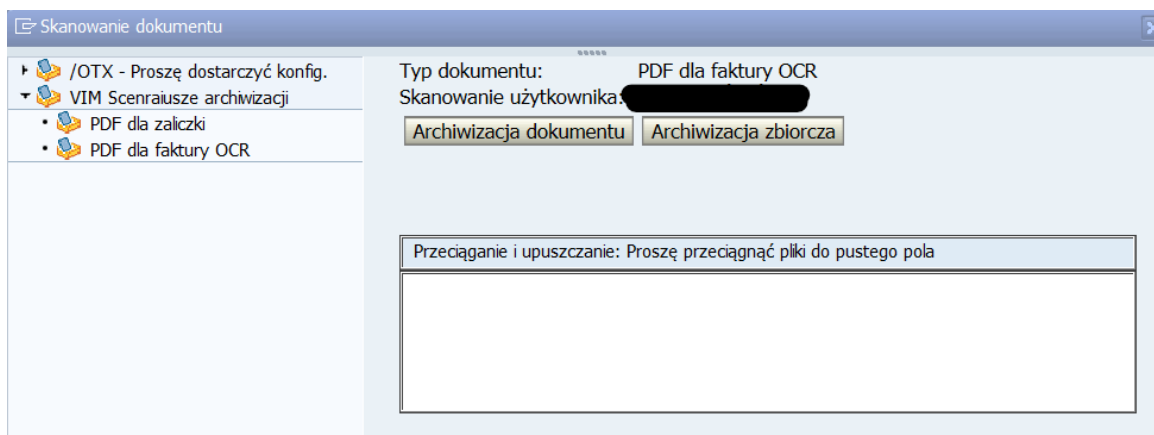 Skanowanie dokumentu
/OTX - Proszę dostarczyć konfig.
VIM Scenraiusze archiwizacji
PDF dla zaliczki
PDF dla faktury OCR
Typ dokumentu: PDF dla faktury OCR
Skanowanie użytkownika:
Archiwizacja dokumentu Archiwizacja zbiorcza
Przeciąganie i upuszczanie: Proszę przeciągnąć pliki do pustego pola